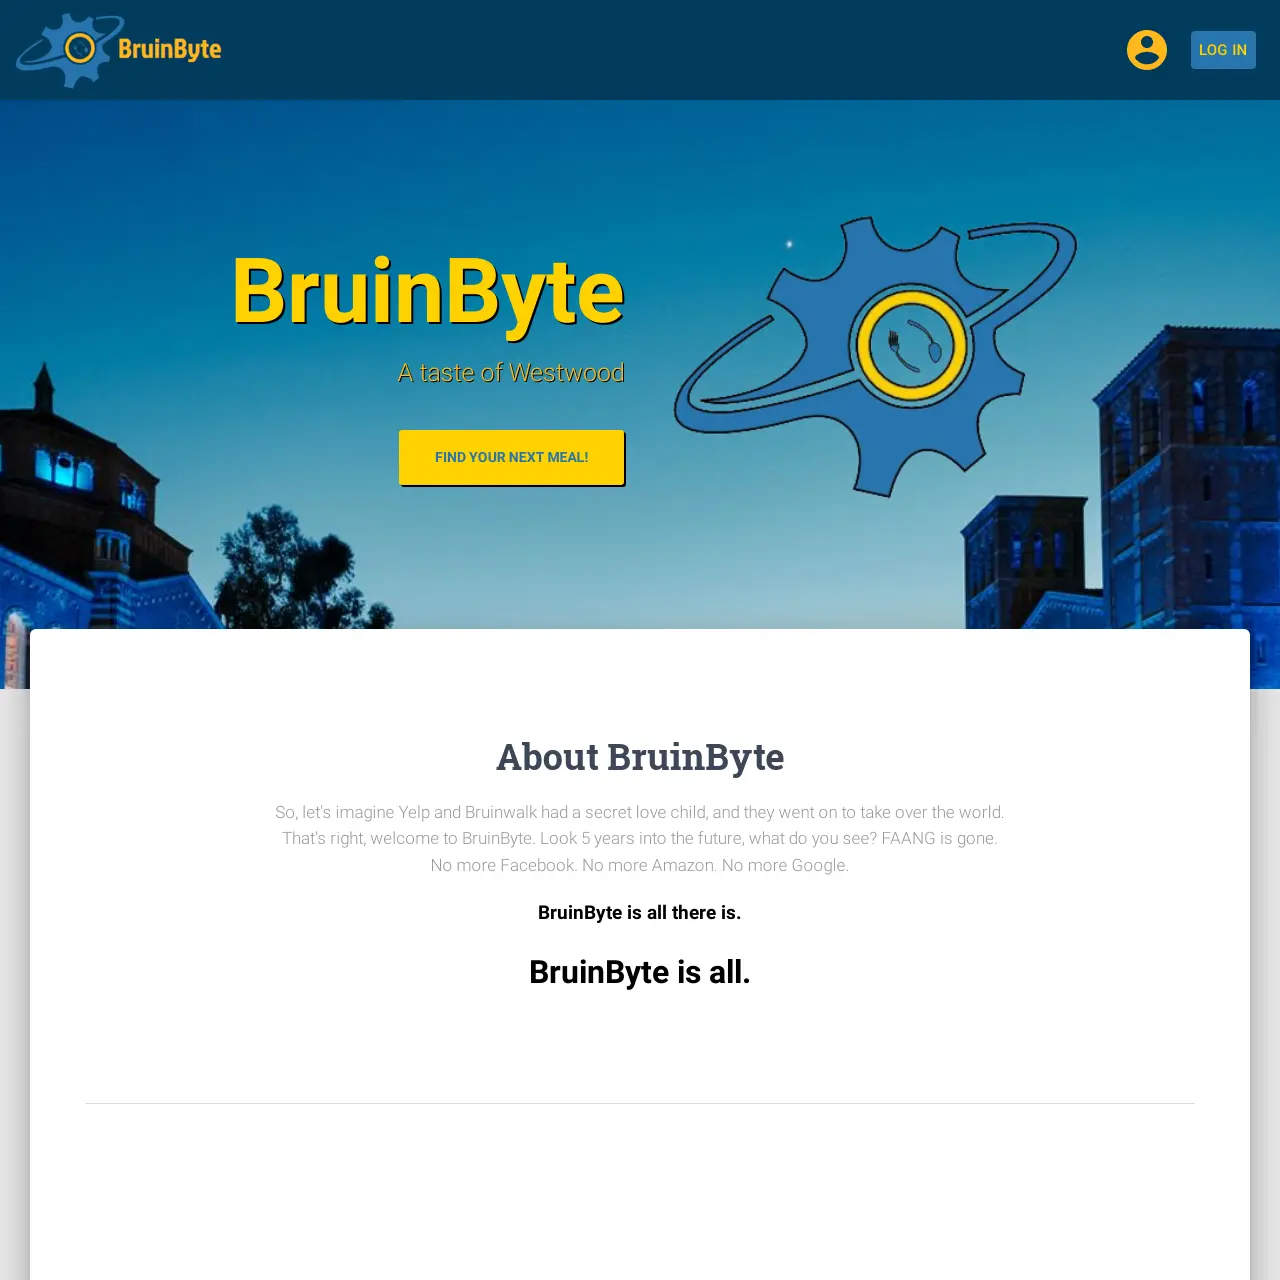 BruinByte
LOG IN
BruinByte
A taste of Westwood
FIND YOUR NEXT MEAL!
About BruinByte
So, let's imagine Yelp and Bruinwalk had a secret love child, and they went on to take over the world.
That's right, welcome to BruinByte. Look 5 years into the future, what do you see? FAANG is gone.
No more Facebook. No more Amazon. No more Google.
BruinByte is all there is.
BruinByte is all.